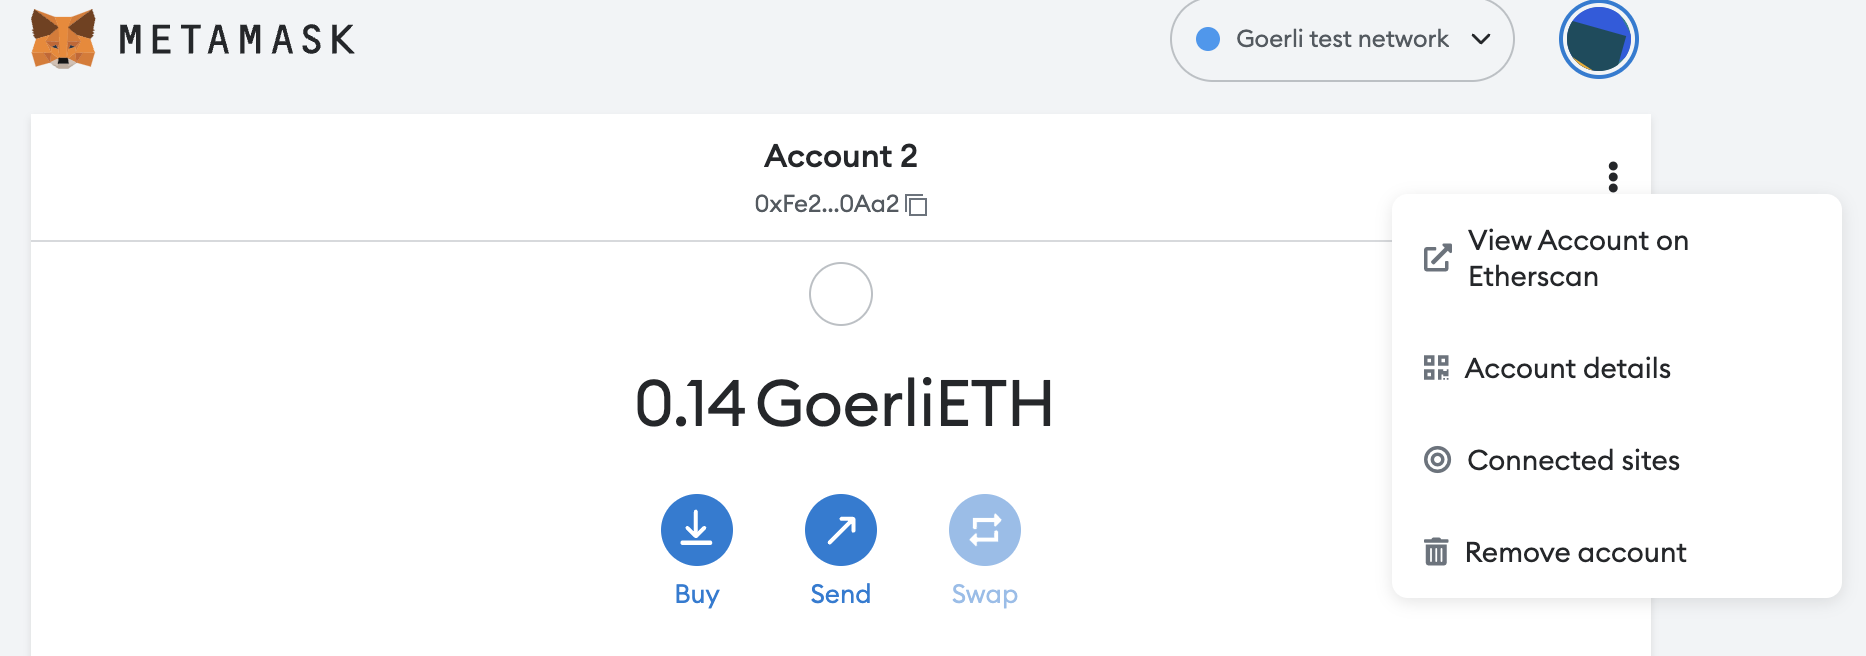 METAMASK
Goerli test network
Account 2
0xFe2...0Aa2
View Account on
Etherscan
Account details
Connected sites
Remove account
0.14 GoerliETH
Buy
Send
Swap